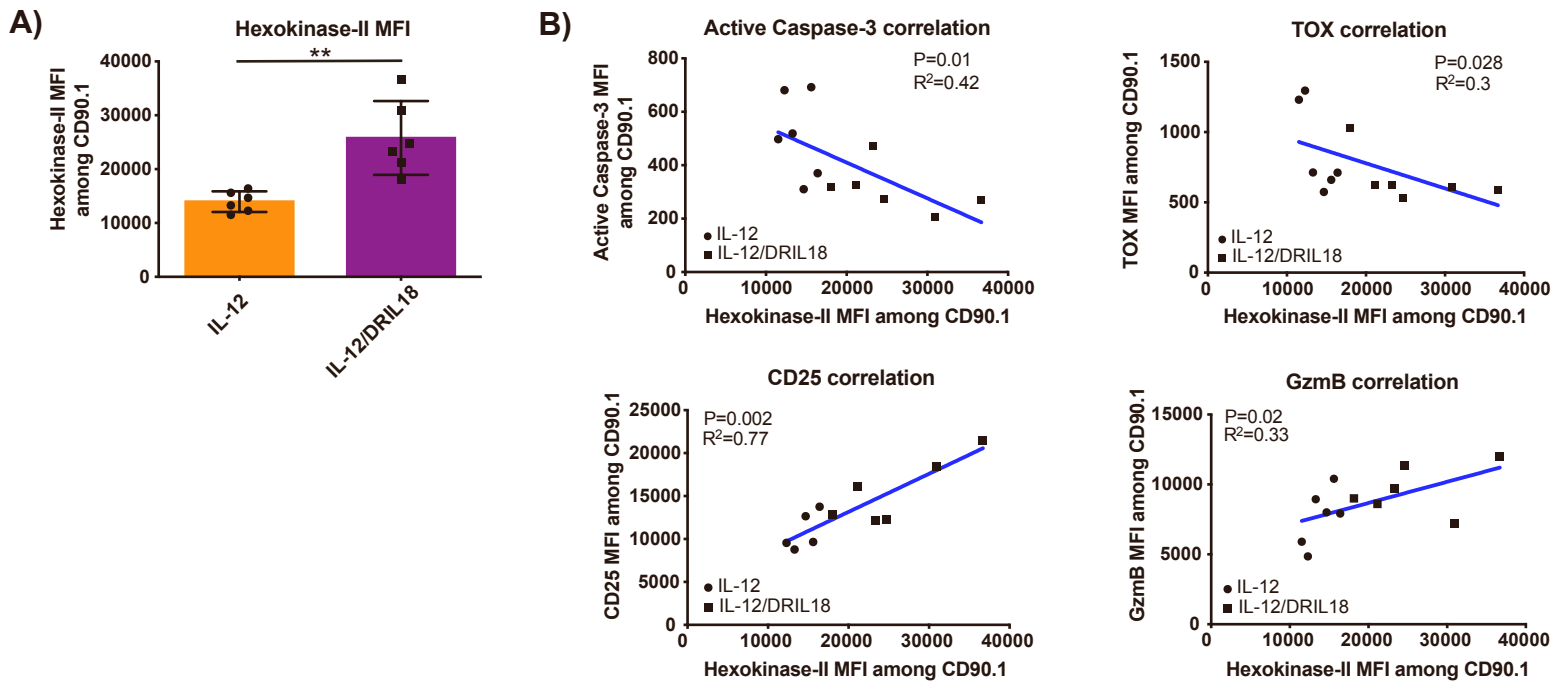 A)
Hexokinase-II MFI
**
Hexokinase-II MFI
among CD90.1
40000
30000
20000
10000
0
IL-12
IL-12/DRIL18
B)
Active Caspase-3 correlation
P=0.01
R²=0.42
Active Caspase-3 MFI
among CD90.1
800
600
400
200
0
IL-12
IL-12/DRIL18
0 10000 20000 30000 40000
Hexokinase-II MFI among CD90.1
TOX correlation
P=0.028
R²=0.3
TOX MFI among CD90.1
1500
1000
500
0
IL-12
IL-12/DRIL18
0 10000 20000 30000 40000
Hexokinase-II MFI among CD90.1
CD25 correlation
P=0.002
R²=0.77
CD25 MFI among CD90.1
25000
20000
15000
10000
5000
0
IL-12
IL-12/DRIL18
0 10000 20000 30000 40000
Hexokinase-II MFI among CD90.1
GzmB correlation
P=0.02
R²=0.33
GzmB MFI among CD90.1
15000
10000
5000
0
IL-12
IL-12/DRIL18
0 10000 20000 30000 40000
Hexokinase-II MFI among CD90.1